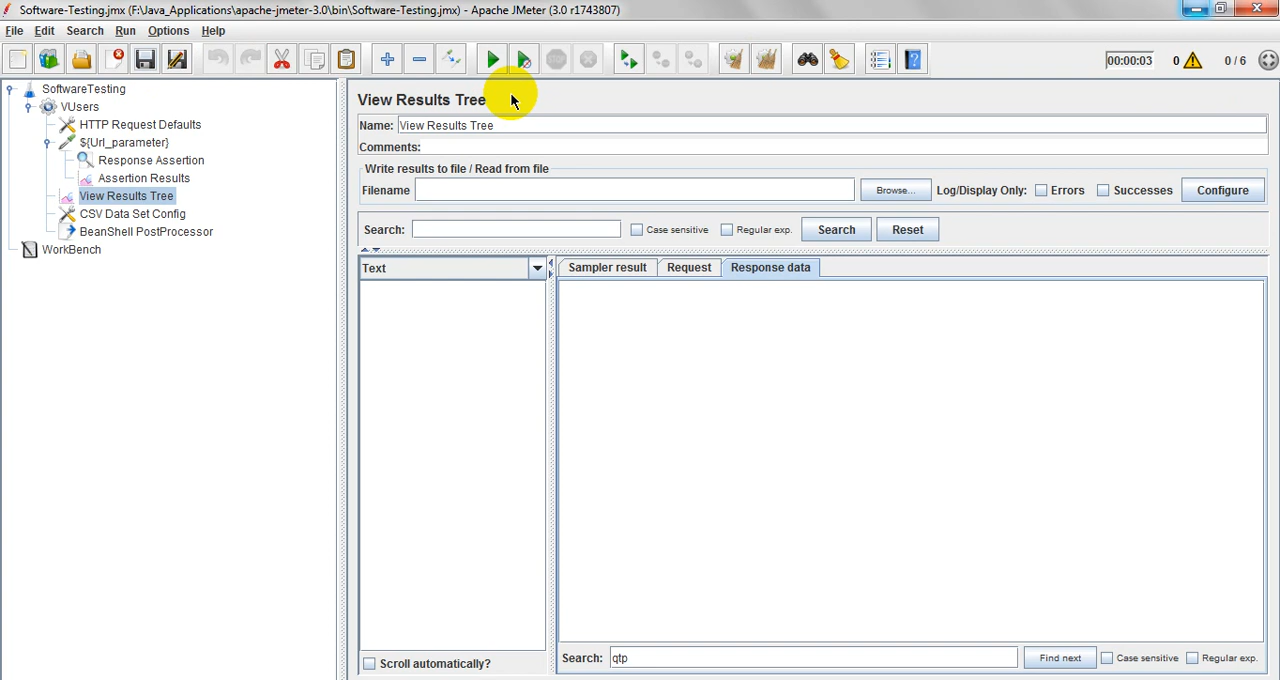 Software-Testing.jmx (F:\Java_Applications\apache-jmeter-3.0\bin\Software-Testing.jmx) - Apache JMeter (3.0 r1743807)
File Edit Search Run Options Help
00:00:03 0 0 / 6
SoftwareTesting
VUsers
HTTP Request Defaults
${Url_parameter}
Response Assertion
Assertion Results
View Results Tree
CSV Data Set Config
BeanShell PostProcessor
WorkBench
View Results Tree
Name: View Results Tree
Comments:
Write results to file / Read from file
Filename Browse... Log/Display Only: Errors Successes Configure
Search: Case sensitive Regular exp. Search Reset
Text
Sampler result Request Response data
Scroll automatically?
Search: qtp Find next Case sensitive Regular exp.